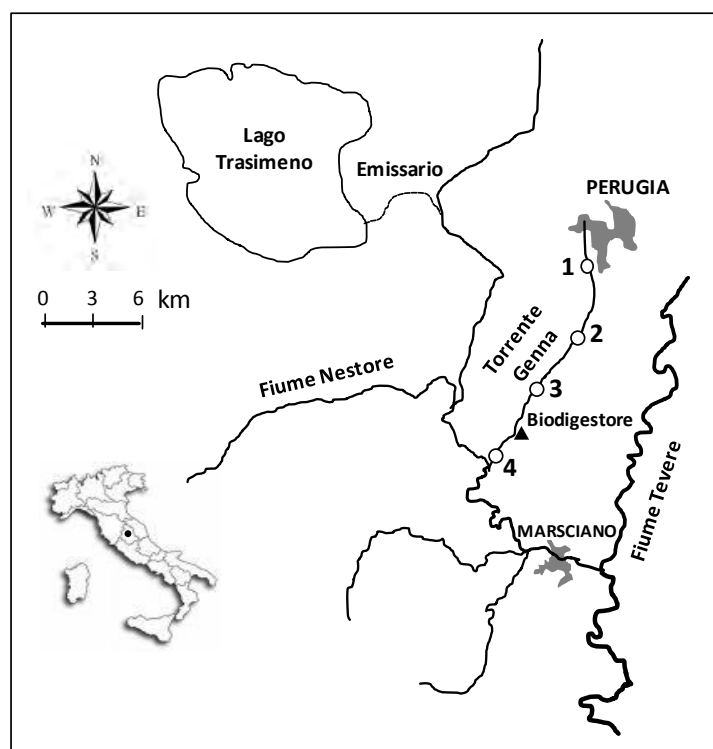 Lago
Trasimeno
Emissario
PERUGIA
N
W E
S
1
0 3 6 km
2
Torrente
Genna
3
Fiume Nestore
Biodigestore
4
Fiume Tevere
MARSCIANO